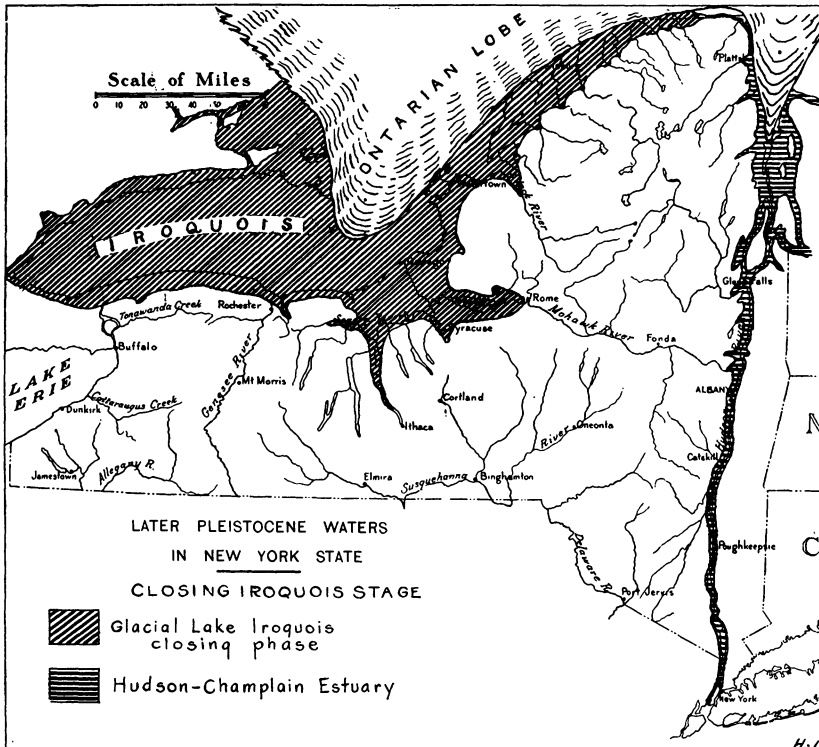 Scale of Miles
0 10 20 30 40 50
ONTARIAN LOBE
Plattsb
IROQUOIS
River
Glens Falls
Tonawanda Creek
Rochester
Rome
Mohawk River
Syracuse
Fonda
Buffalo
LAKE
ERIE
Genesee River
Mt Morris
ALBANY
Cattaraugus Creek
Dunkirk
Cortland
Ithaca
River
Oneonta
Catskill
Jamestown
Allegany R.
Elmira
Susquehanna
Binghamton
N
LATER PLEISTOCENE WATERS
IN NEW YORK STATE
Delaware R.
Poughkeepsie
C
CLOSING IROQUOIS STAGE
Port Jervis
Glacial Lake Iroquois
closing phase
Hudson-Champlain Estuary
New York